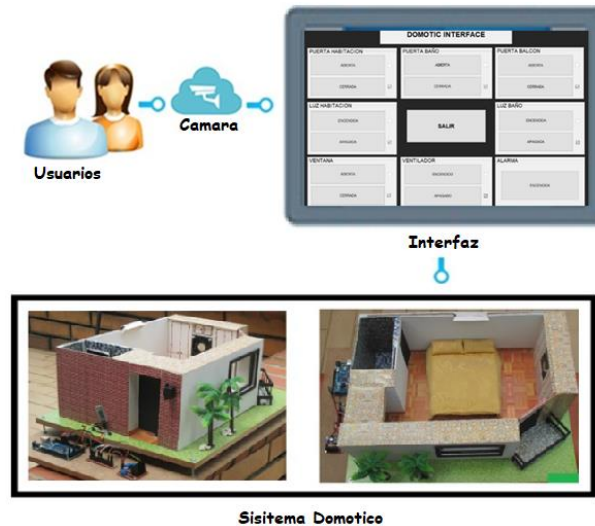 DOMOTIC INTERFACE
PUERTA HABITACION
PUERTA BAÑO
PUERTA BALCON
ABIERTA
ABIERTA
ABIERTA
CERRADA
CERRADA
CERRADA
LUZ HABITACION
LUZ BAÑO
ENCENDIDA
ENCENDIDA
SALIR
APAGADA
APAGADA
VENTANA
VENTILADOR
ALARMA
ABIERTA
ENCENDIDO
ENCENDIDA
CERRADA
APAGADO
Camara
Usuarios
Interfaz
Sisitema Domotico